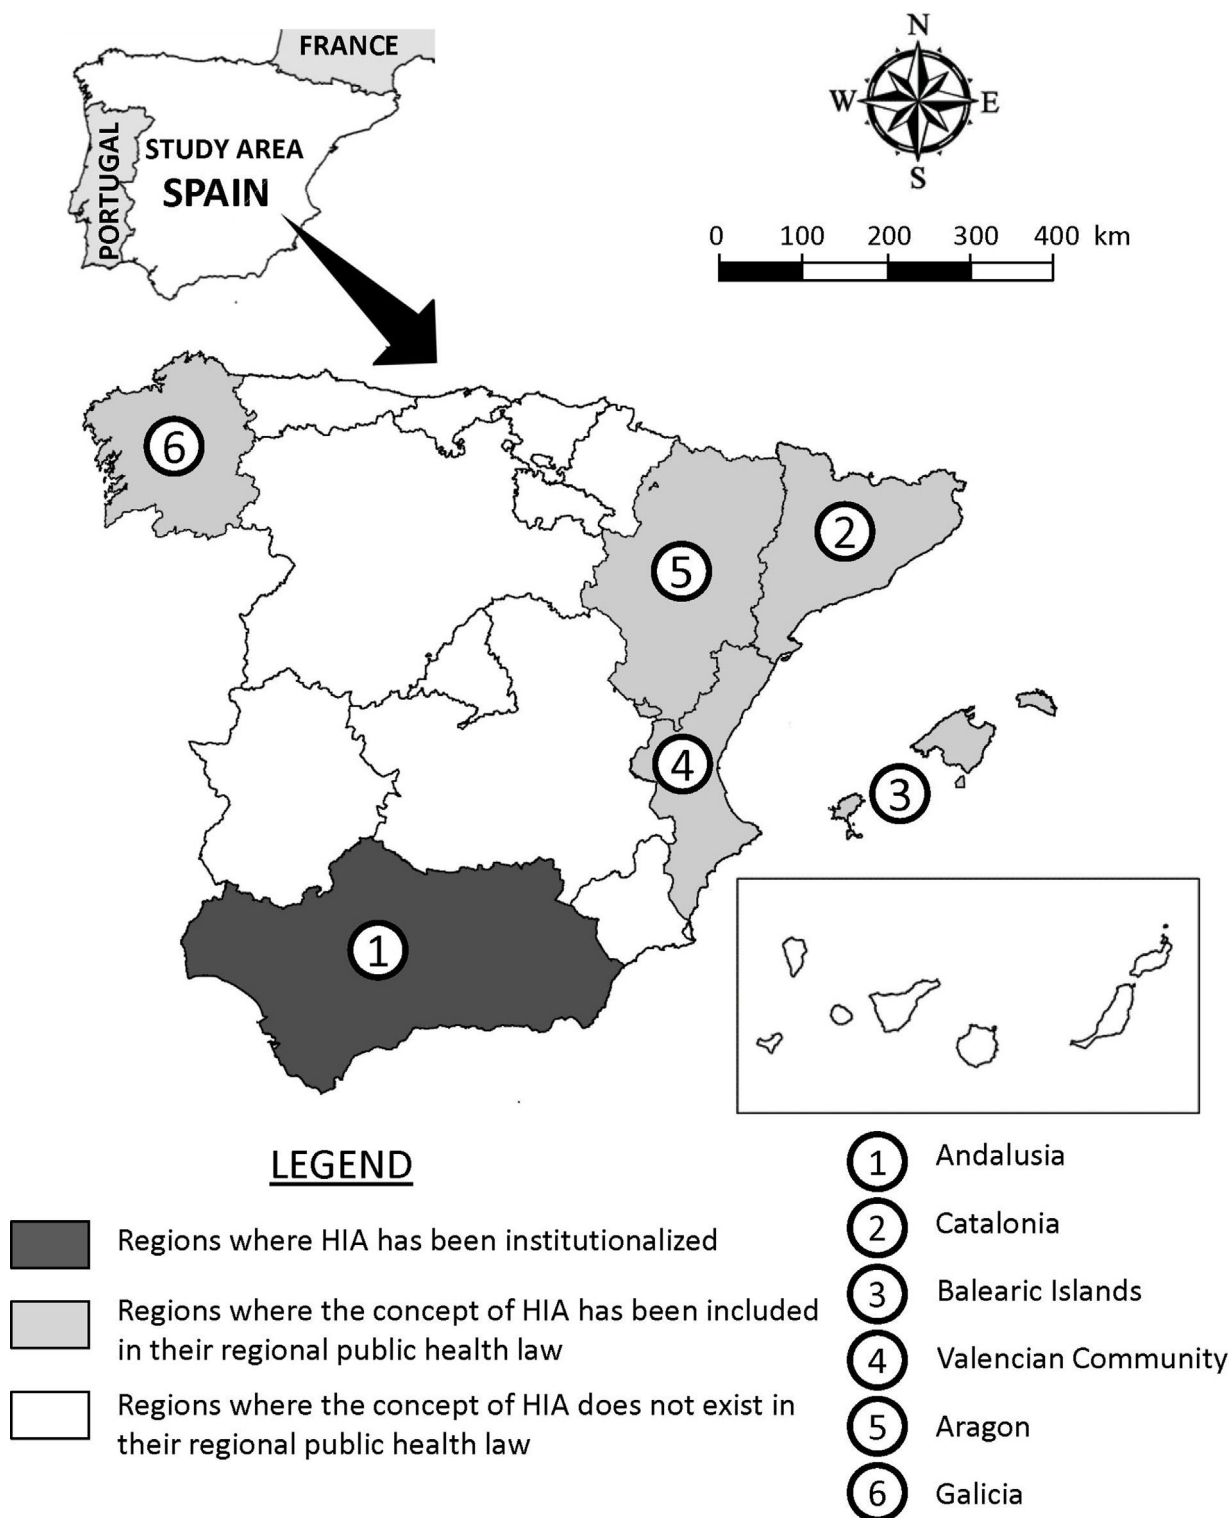 FRANCE
PORTUGAL
STUDY AREA
SPAIN
N
W
E
S
0 100 200 300 400 km
6
2
5
4
3
1
LEGEND
Regions where HIA has been institutionalized
Regions where the concept of HIA has been included
in their regional public health law
Regions where the concept of HIA does not exist in
their regional public health law
1 Andalusia
2 Catalonia
3 Balearic Islands
4 Valencian Community
5 Aragon
6 Galicia